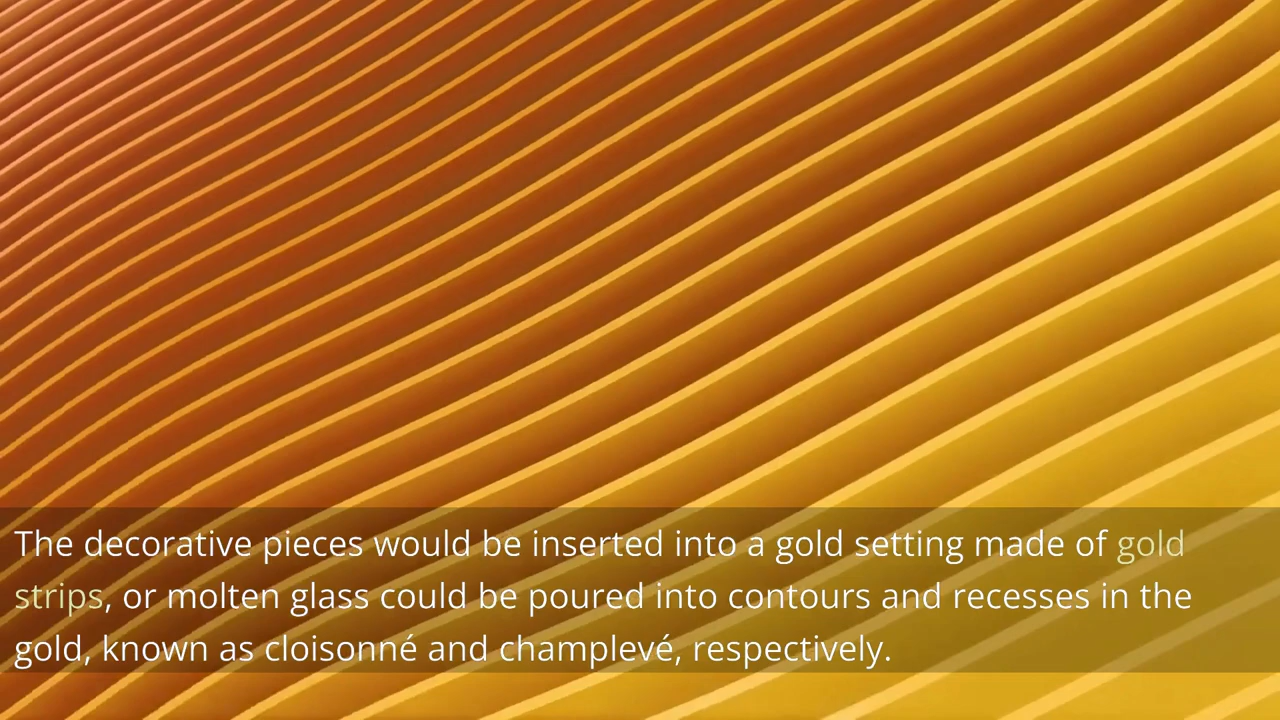 The decorative pieces would be inserted into a gold setting made of gold
strips, or molten glass could be poured into contours and recesses in the
gold, known as cloisonné and champlevé, respectively.